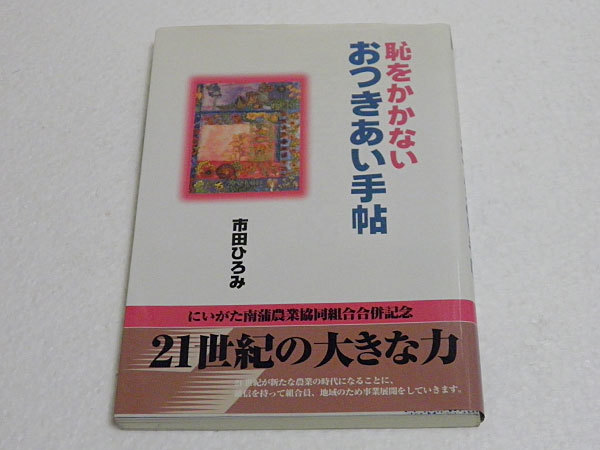 恥をかかない
おつきあい手帖
市田ひろみ
にいがた南蒲農業協同組合合併記念
21世紀の大きな力
21世紀が新たな農業の時代になることに、
自信を持って組合員、地域のため事業展開をしていきます。